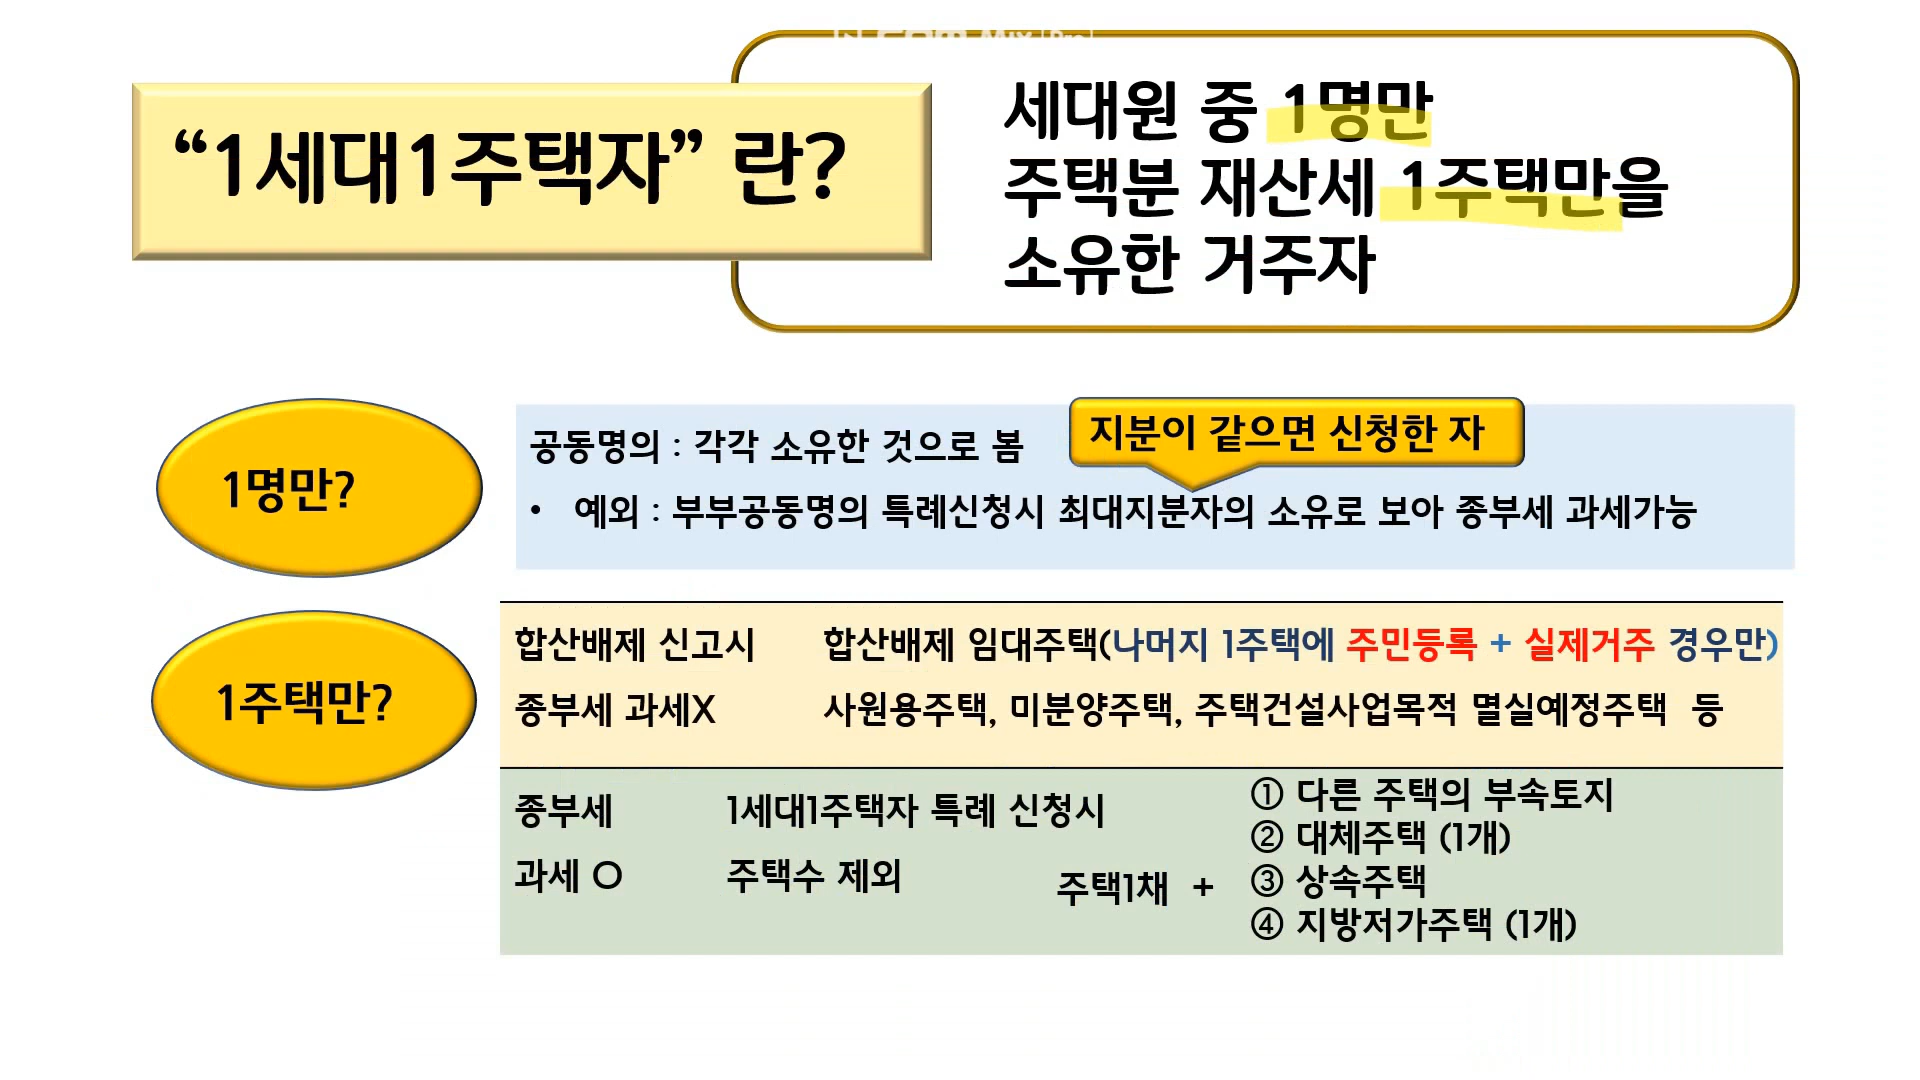 “1세대1주택자” 란?
세대원 중 1명만
주택분 재산세 1주택만을
소유한 거주자
1명만?
공동명의 : 각각 소유한 것으로 봄
지분이 같으면 신청한 자
• 예외 : 부부공동명의 특례신청시 최대지분자의 소유로 보아 종부세 과세가능
1주택만?
합산배제 신고시 합산배제 임대주택(나머지 1주택에 주민등록 + 실제거주 경우만)
종부세 과세X 사원용주택, 미분양주택, 주택건설사업목적 멸실예정주택 등
종부세 1세대1주택자 특례 신청시
과세 O 주택수 제외
주택1채 +
① 다른 주택의 부속토지
② 대체주택 (1개)
③ 상속주택
④ 지방저가주택 (1개)